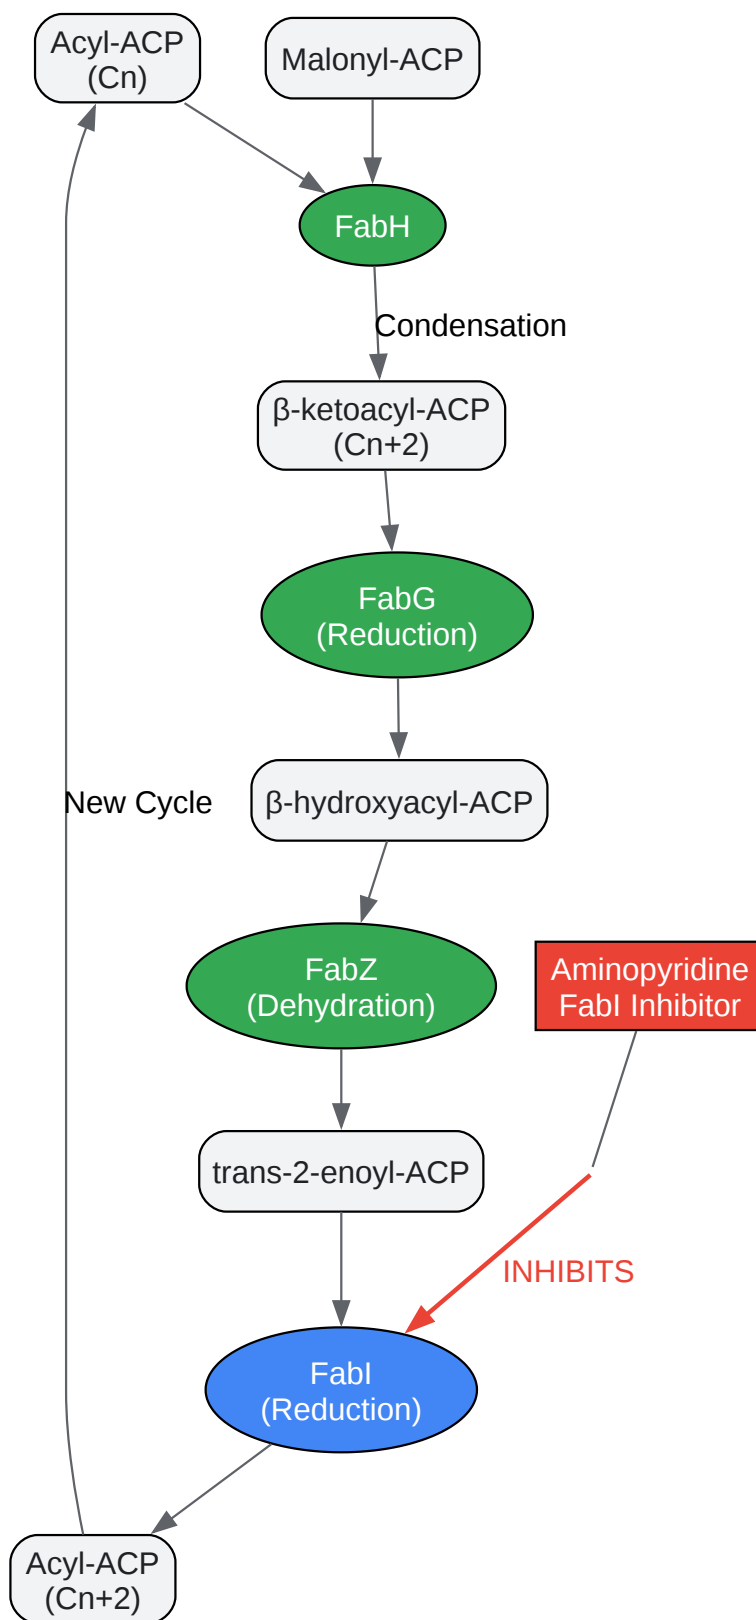 Acyl-ACP
(Cn)
Malonyl-ACP
FabH
Condensation
β-ketoacyl-ACP
(Cn+2)
FabG
(Reduction)
New Cycle
β-hydroxyacyl-ACP
FabZ
(Dehydration)
Aminopyridine
FabI Inhibitor
trans-2-enoyl-ACP
INHIBITS
FabI
(Reduction)
Acyl-ACP
(Cn+2)